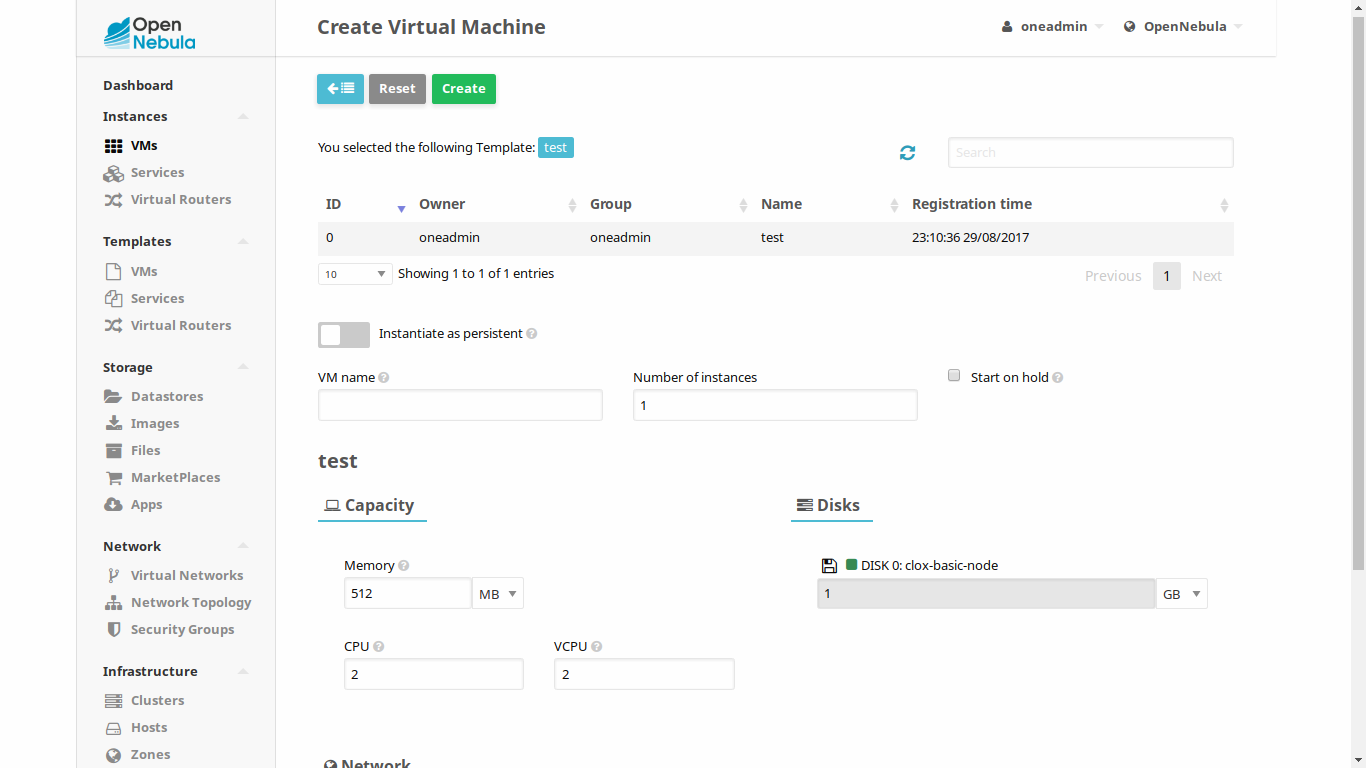 Open
Nebula
Create Virtual Machine
oneadmin
OpenNebula
Dashboard
Instances
VMs
Services
Virtual Routers
Templates
VMs
Services
Virtual Routers
Storage
Datastores
Images
Files
MarketPlaces
Apps
Network
Virtual Networks
Network Topology
Security Groups
Infrastructure
Clusters
Hosts
Zones
Reset Create
You selected the following Template: test
Search
ID Owner Group Name Registration time
0 oneadmin oneadmin test 23:10:36 29/08/2017
10 Showing 1 to 1 of 1 entries
Previous 1 Next
Instantiate as persistent
VM name Number of instances Start on hold
1
test
Capacity Disks
Memory DISK 0: clox-basic-node
512 MB 1 GB
CPU VCPU
2 2
Network